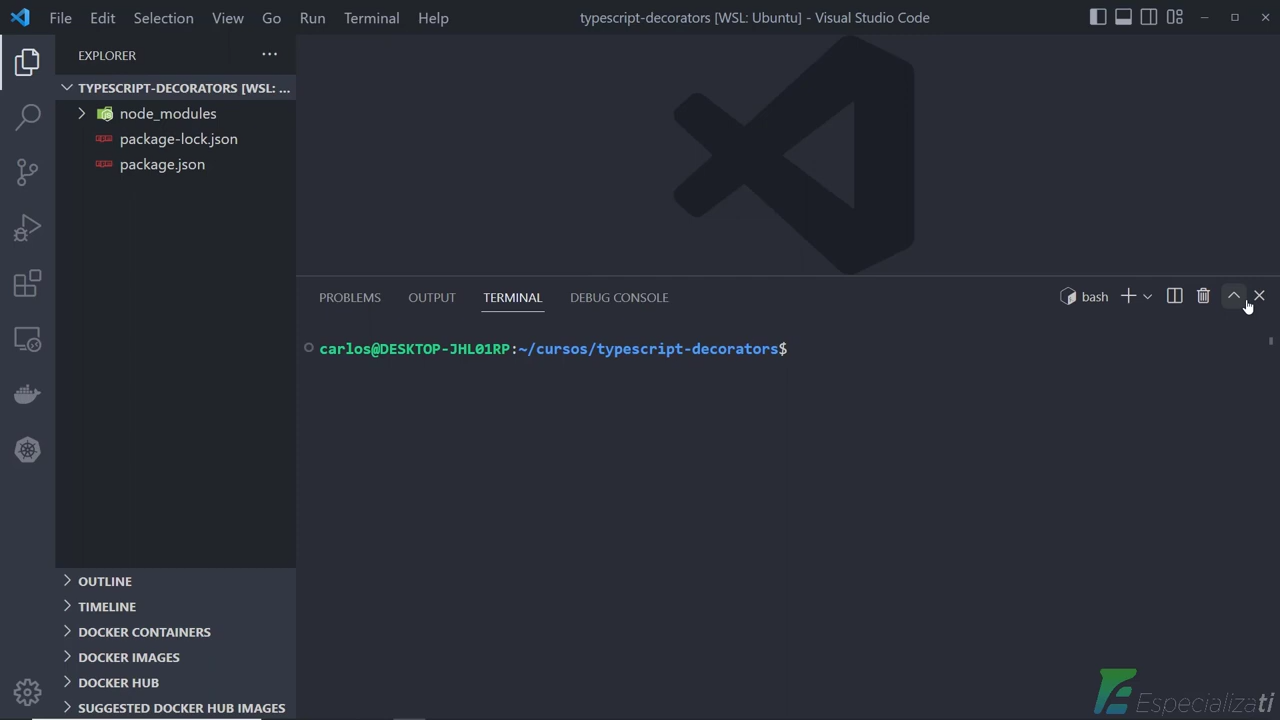 File Edit Selection View Go Run Terminal Help typescript-decorators [WSL: Ubuntu] - Visual Studio Code
EXPLORER ...
TYPESCRIPT-DECORATORS [WSL: ...
node_modules
package-lock.json
package.json
PROBLEMS OUTPUT TERMINAL DEBUG CONSOLE bash
carlos@DESKTOP-JHL01RP:~/cursos/typescript-decorators$
OUTLINE
TIMELINE
DOCKER CONTAINERS
DOCKER IMAGES
DOCKER HUB
SUGGESTED DOCKER HUB IMAGES
Especializati